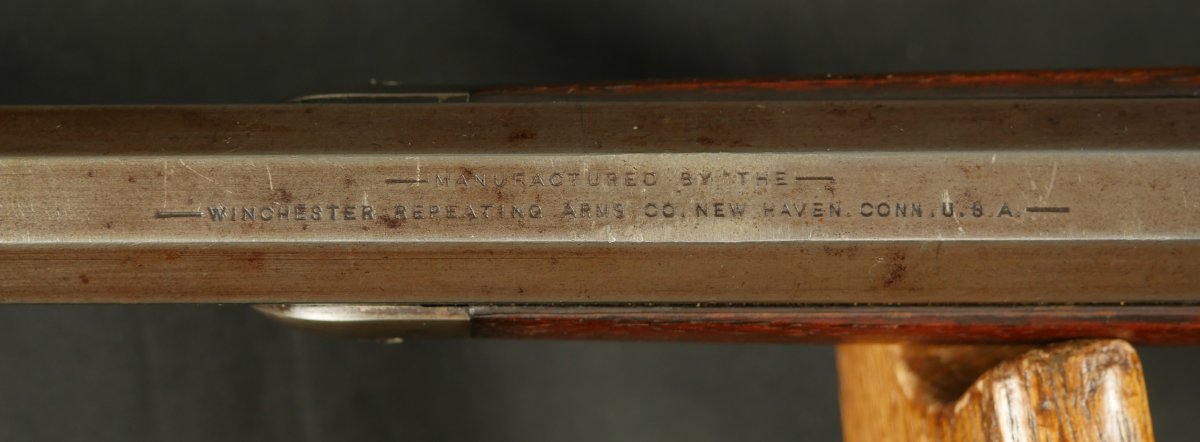 —MANUFACTURED BY THE—
—WINCHESTER REPEATING ARMS CO. NEW HAVEN. CONN. U.S.A.—